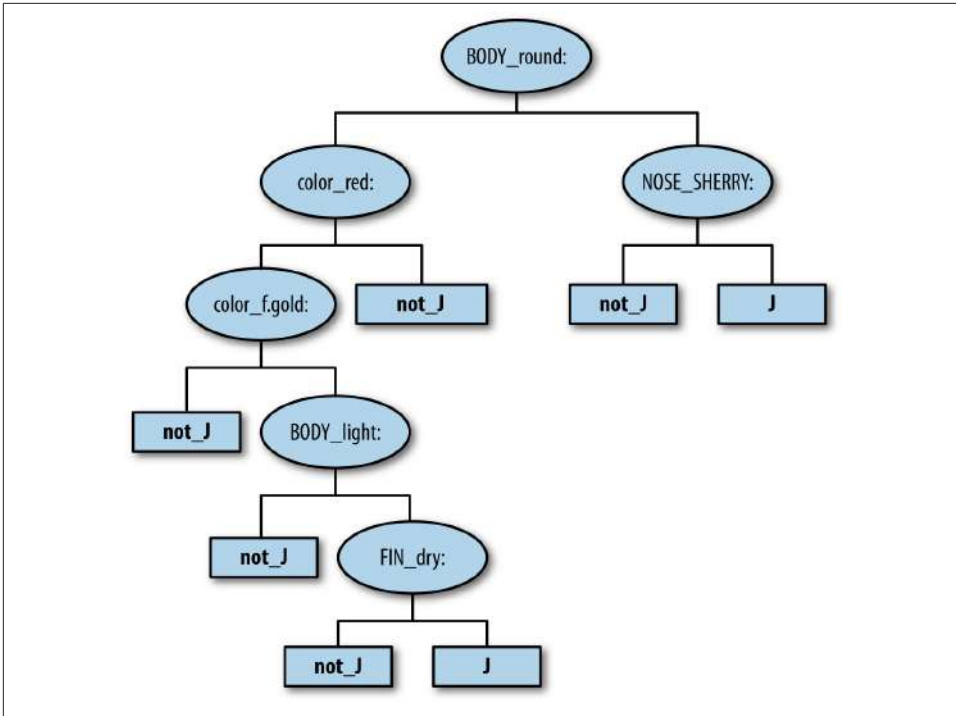 BODY_round:
color_red:
NOSE_SHERRY:
color_f.gold:
not_J
not_J
J
not_J
BODY_light:
not_J
FIN_dry:
not_J
J